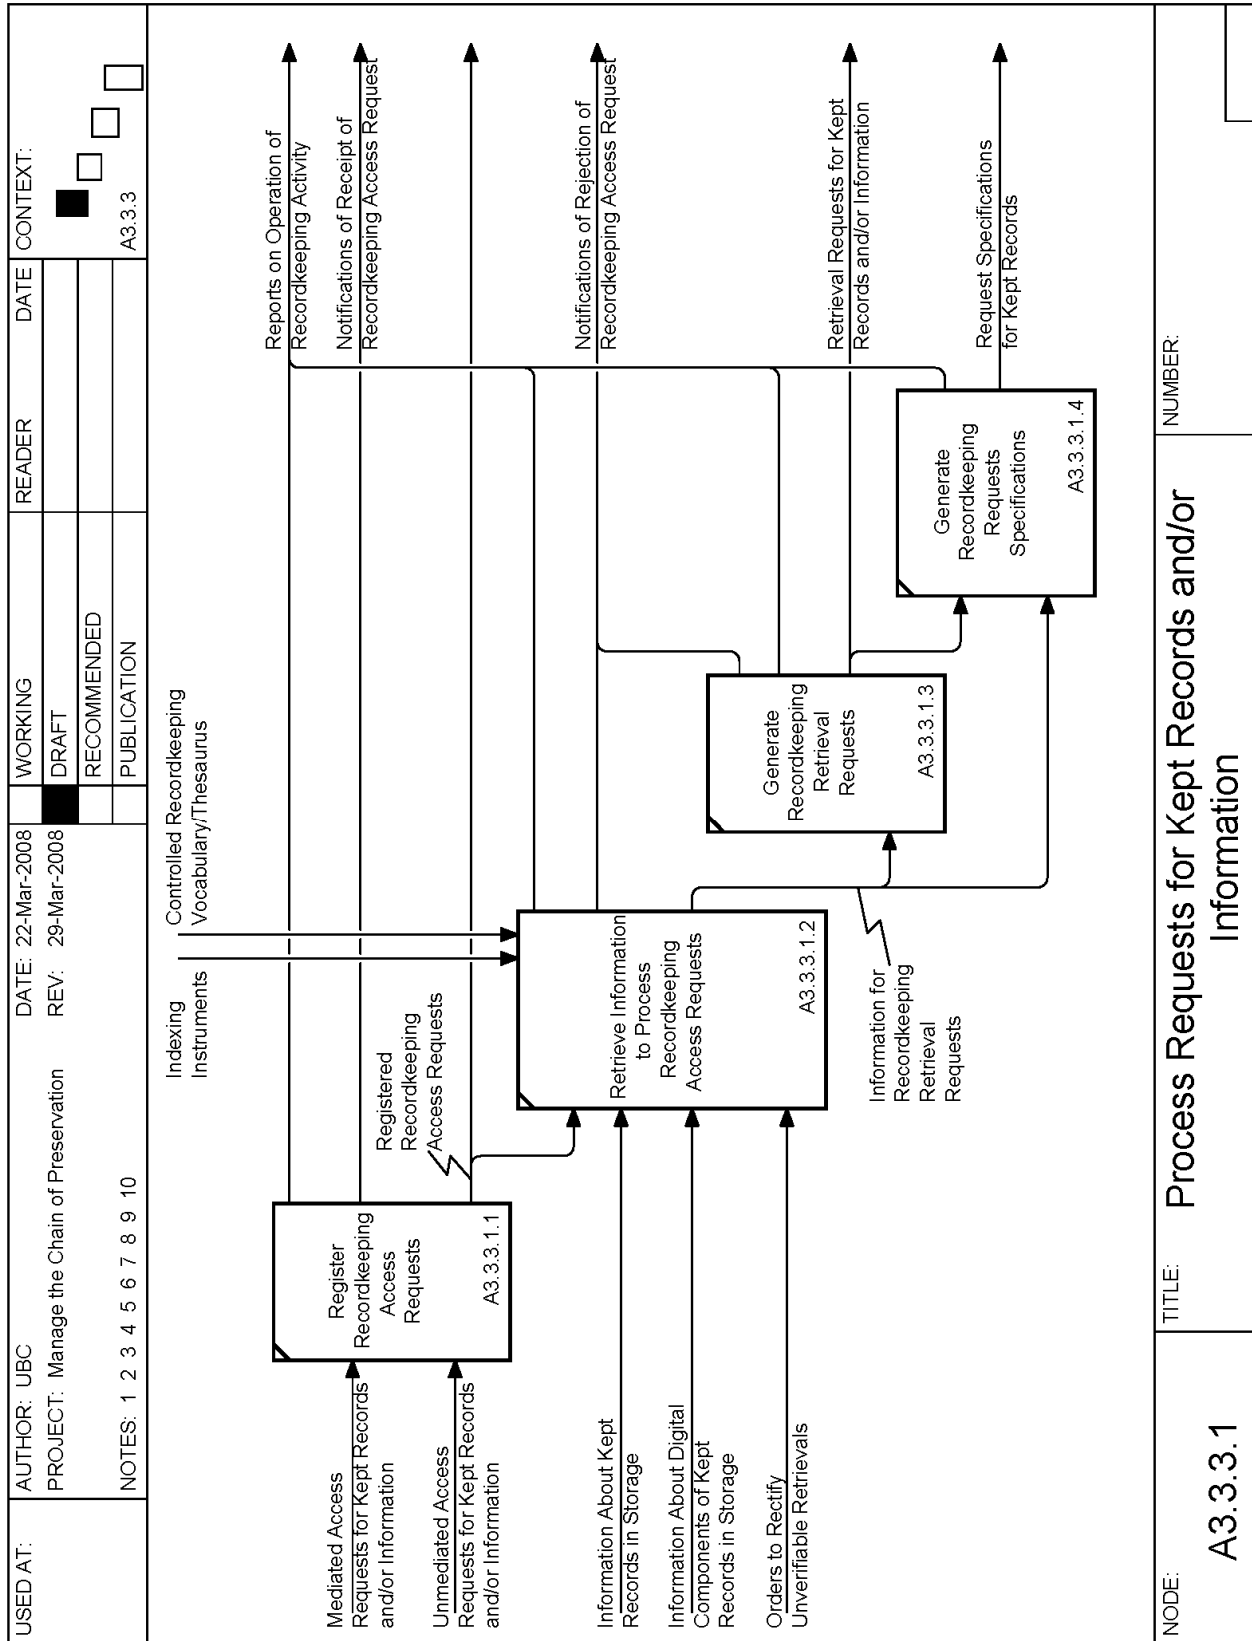 USED AT:
AUTHOR: UBC
DATE: 22-Mar-2008
WORKING
READER
DATE
CONTEXT:
PROJECT: Manage the Chain of Preservation
REV: 29-Mar-2008
DRAFT
RECOMMENDED
NOTES: 1 2 3 4 5 6 7 8 9 10
PUBLICATION
A3.3.3
Indexing
Instruments
Controlled Recordkeeping
Vocabulary/Thesaurus
Reports on Operation of
Recordkeeping Activity
Notifications of Receipt of
Recordkeeping Access Request
Mediated Access
Requests for Kept Records
and/or Information
Unmediated Access
Requests for Kept Records
and/or Information
Register
Recordkeeping
Access
Requests
A3.3.3.1.1
Registered
Recordkeeping
Access Requests
Notifications of Rejection of
Recordkeeping Access Request
Information About Kept
Records in Storage
Information About Digital
Components of Kept
Records in Storage
Orders to Rectify
Unverifiable Retrievals
Retrieve Information
to Process
Recordkeeping
Access Requests
A3.3.3.1.2
Information for
Recordkeeping
Retrieval
Requests
Generate
Recordkeeping
Retrieval
Requests
A3.3.3.1.3
Retrieval Requests for Kept
Records and/or Information
Generate
Recordkeeping
Requests
Specifications
A3.3.3.1.4
Request Specifications
for Kept Records
NODE:
A3.3.3.1
TITLE:
Process Requests for Kept Records and/or
Information
NUMBER: